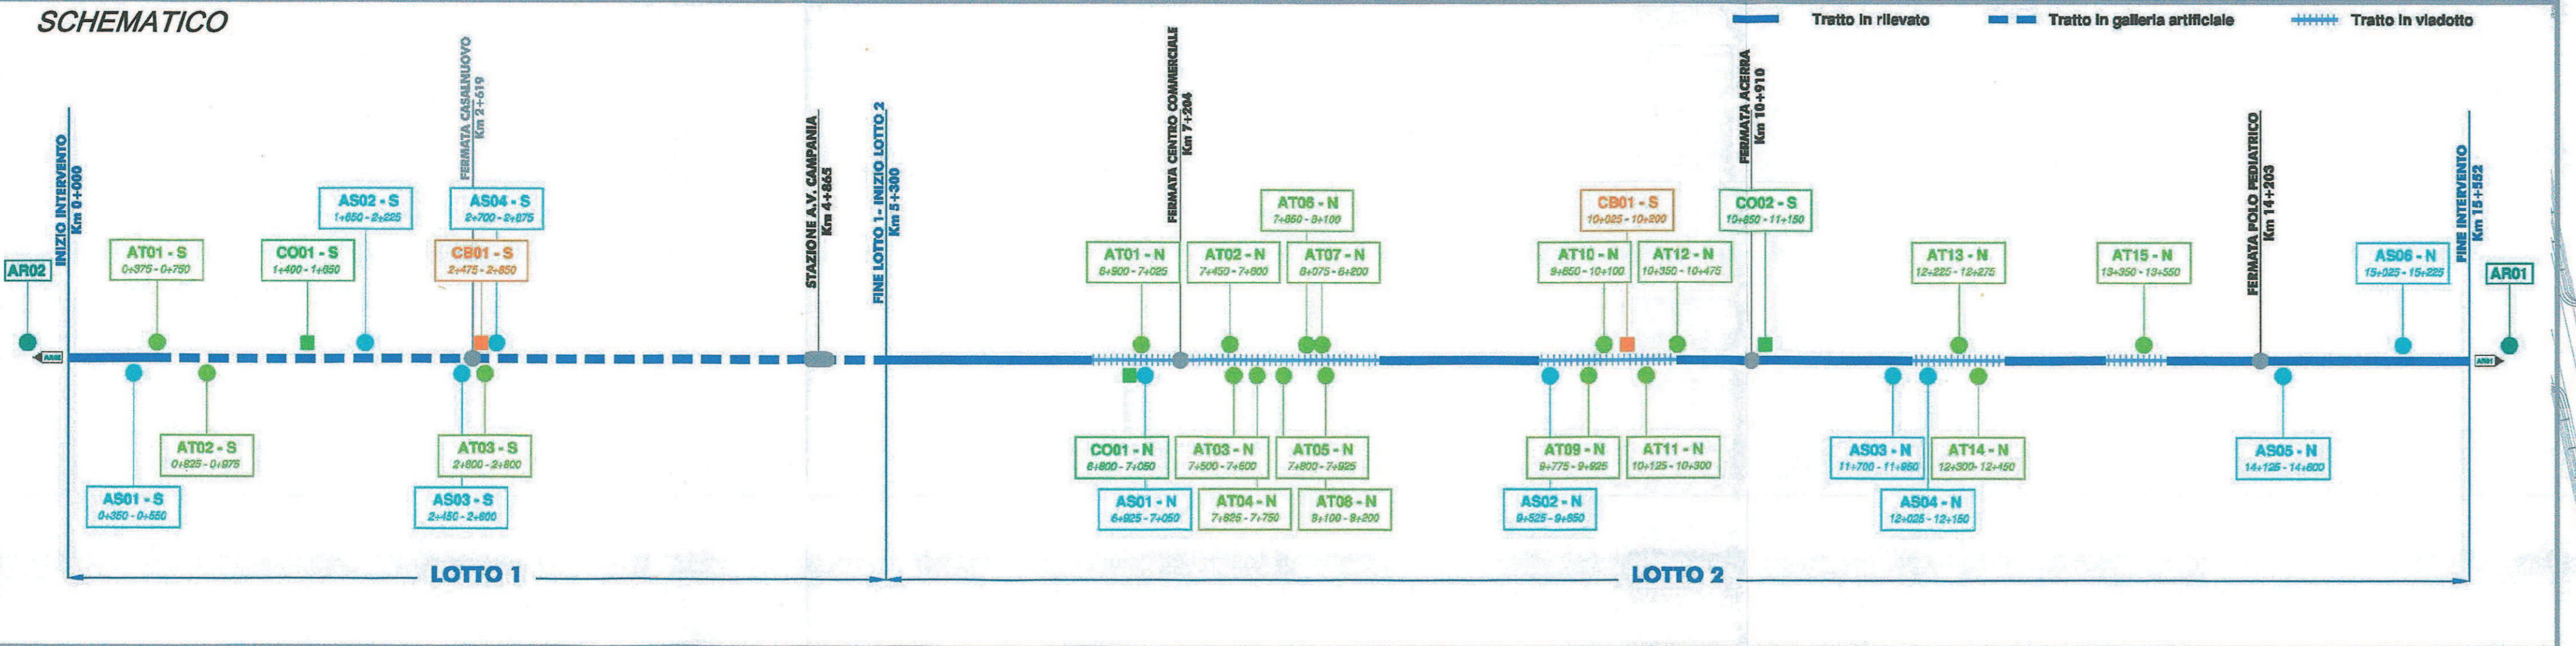 SCHEMATICO
Tratto in rilevato
Tratto in galleria artificiale
Tratto in viadotto
INIZIO INTERVENTO
Km 0+000
FERMATA CASALNUOVO
Km 2+619
STAZIONE A.V. CAMPANIA
Km 4+865
FINE LOTTO 1 - INIZIO LOTTO 2
Km 5+300
FERMATA CENTRO COMMERCIALE
Km 7+204
FERMATA ACERRA
Km 10+910
FERMATA POLO PEDIATRICO
Km 14+203
FINE INTERVENTO
Km 15+552
AS02 - S
1+650 - 2+225
AS04 - S
2+700 - 2+875
AT06 - N
7+850 - 8+100
CB01 - S
10+025 - 10+200
CO02 - S
10+850 - 11+150
AR02
AT01 - S
0+375 - 0+750
CO01 - S
1+400 - 1+650
CB01 - S
2+475 - 2+850
AT01 - N
6+900 - 7+025
AT02 - N
7+450 - 7+600
AT07 - N
8+075 - 8+200
AT10 - N
9+850 - 10+100
AT12 - N
10+350 - 10+475
AT13 - N
12+225 - 12+275
AT15 - N
13+350 - 13+550
AS06 - N
15+025 - 15+225
AR01
AR02
AR01
AT02 - S
0+825 - 0+975
AT03 - S
2+600 - 2+800
CO01 - N
6+800 - 7+050
AT03 - N
7+500 - 7+600
AT05 - N
7+800 - 7+925
AT09 - N
9+775 - 9+925
AT11 - N
10+125 - 10+300
AS03 - N
11+700 - 11+950
AT14 - N
12+300 - 12+450
AS05 - N
14+125 - 14+600
AS01 - S
0+350 - 0+550
AS03 - S
2+450 - 2+600
AS01 - N
6+925 - 7+050
AT04 - N
7+625 - 7+750
AT08 - N
8+100 - 8+200
AS02 - N
9+525 - 9+650
AS04 - N
12+025 - 12+150
LOTTO 1
LOTTO 2